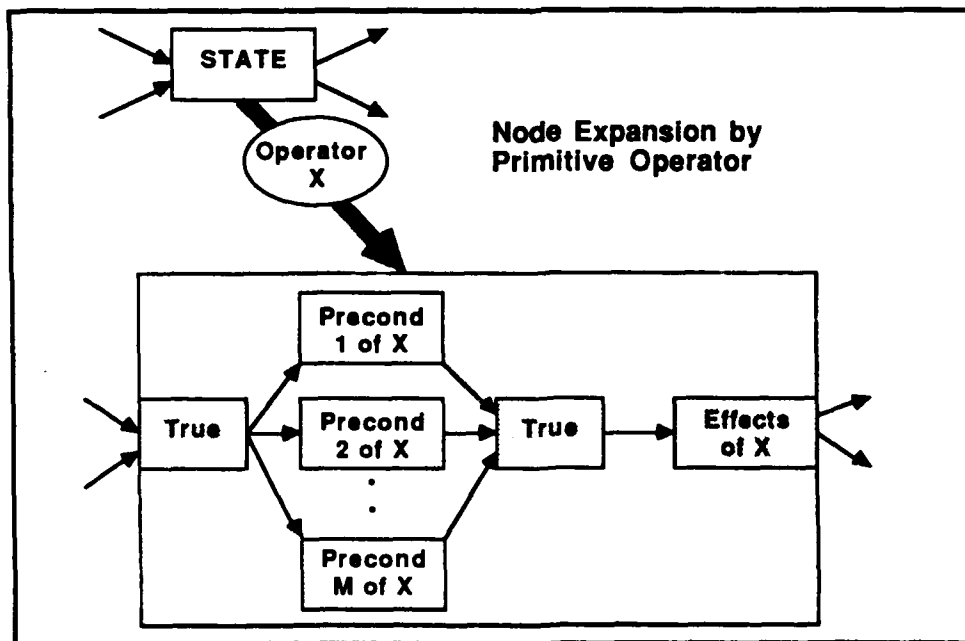 STATE
Operator
X
Node Expansion by
Primitive Operator
Precond
1 of X
True
Precond
2 of X
True
Effects
of X
Precond
M of X